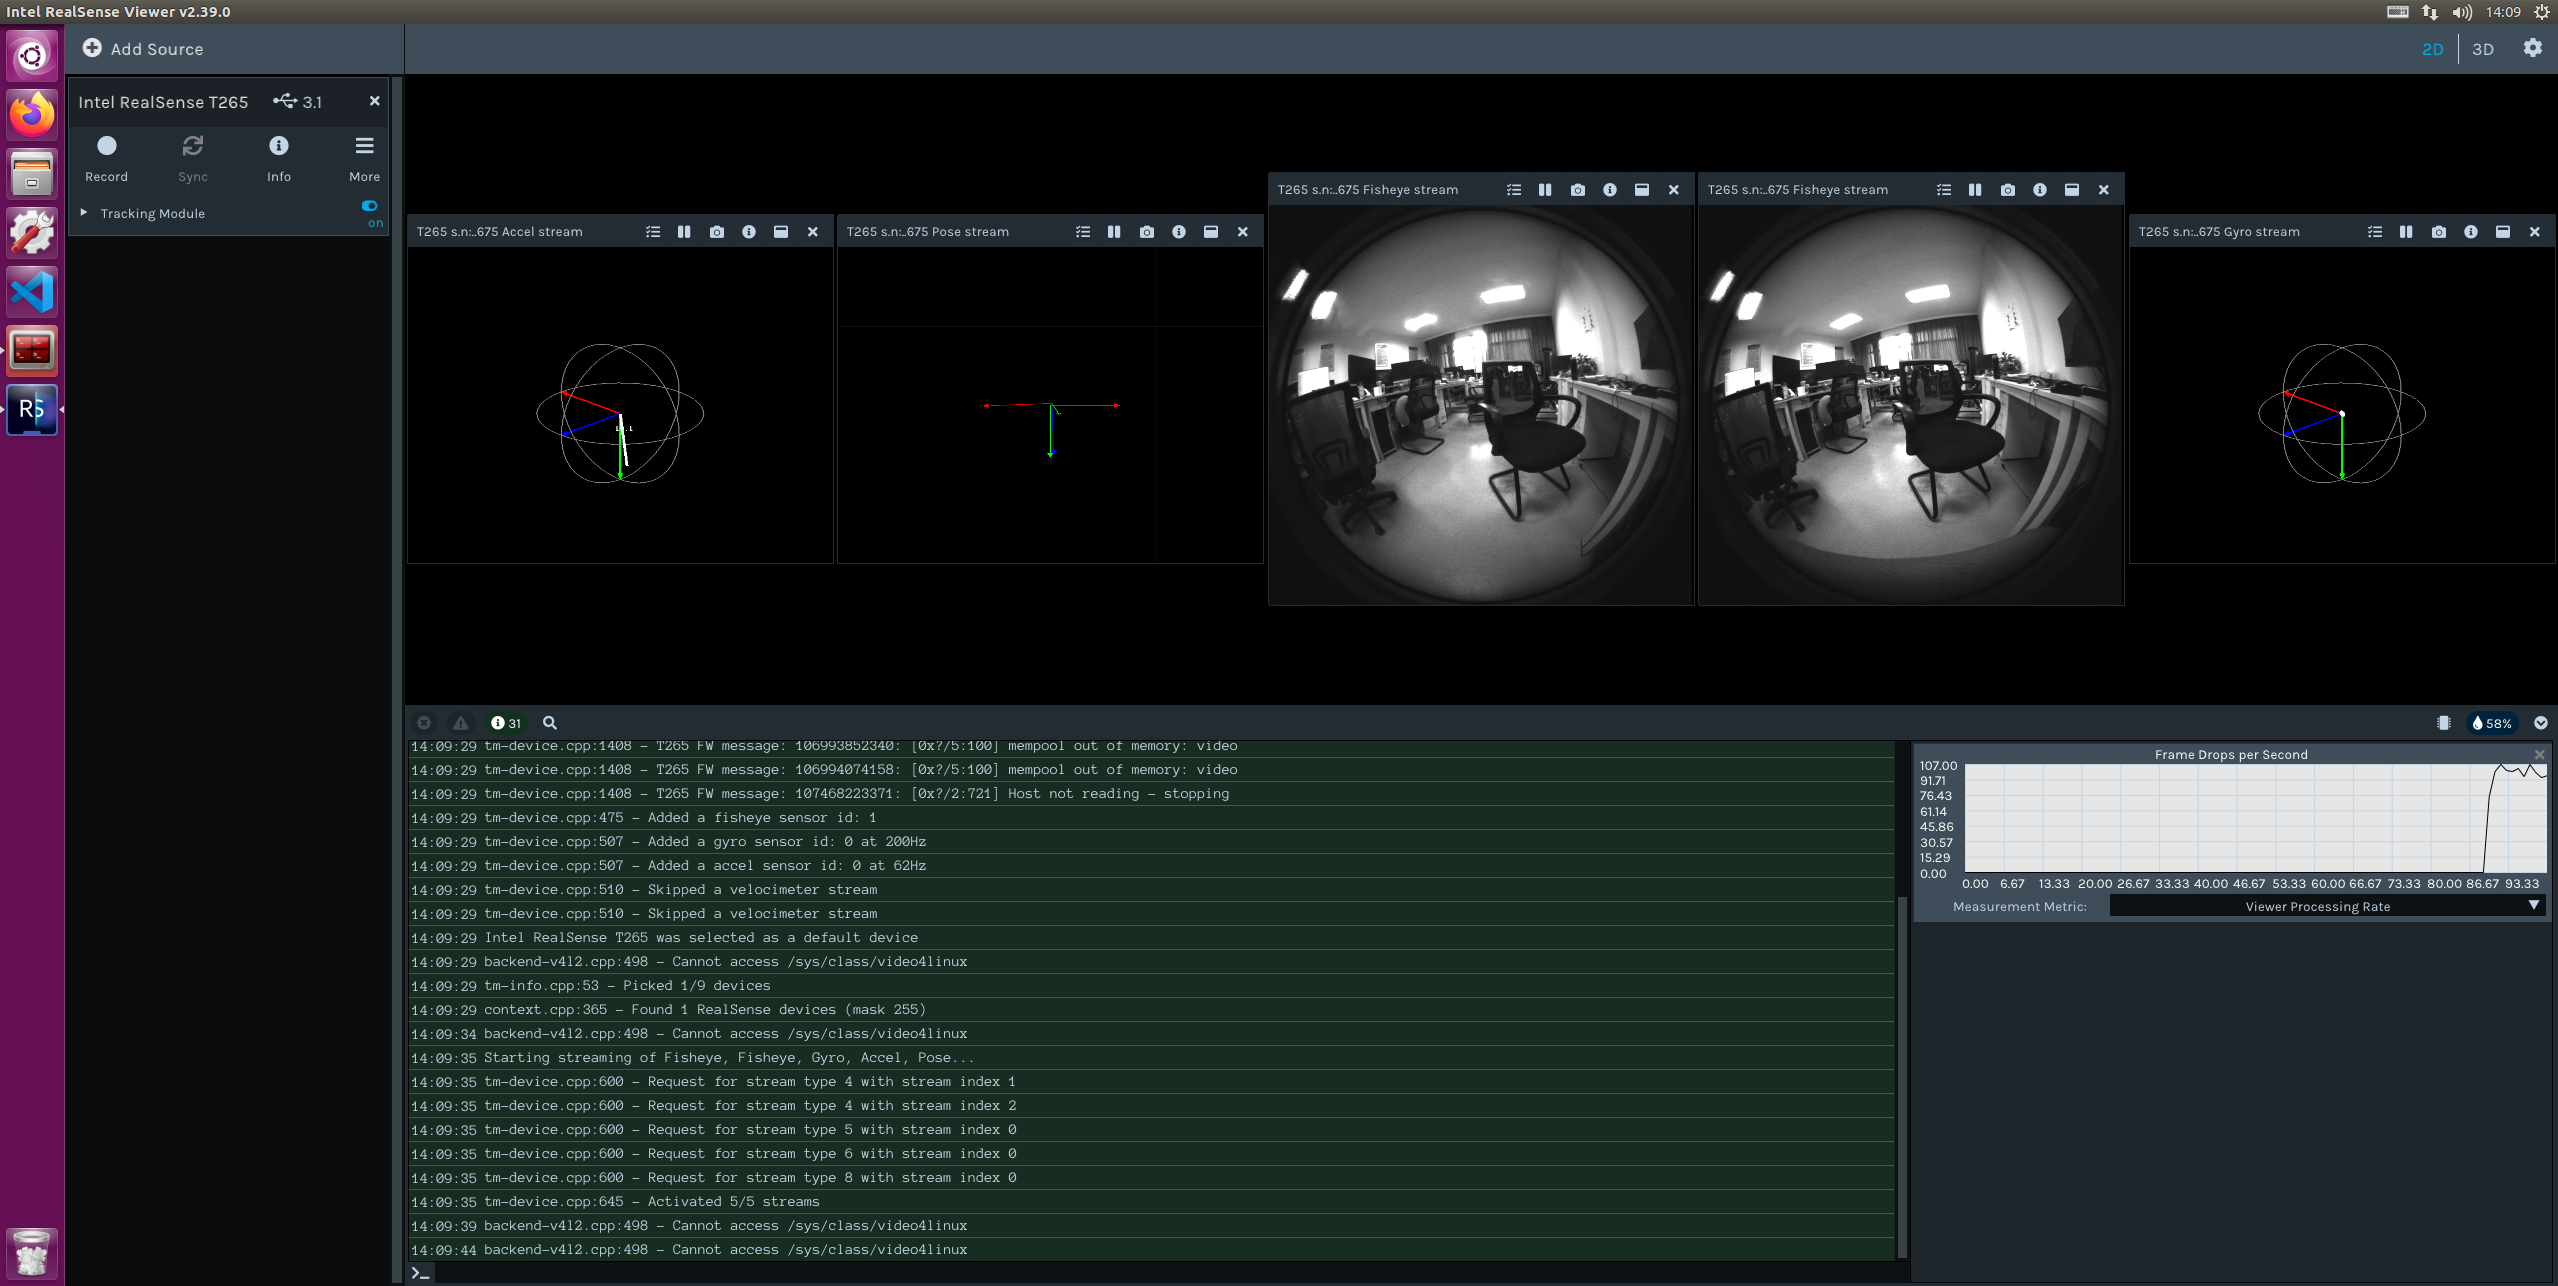 Intel RealSense Viewer v2.39.0
14:09
Add Source
2D
3D
Intel RealSense T265
3.1
Record
Sync
Info
More
Tracking Module
on
T265 s.n:..675 Accel stream
T265 s.n:..675 Pose stream
T265 s.n:..675 Fisheye stream
T265 s.n:..675 Fisheye stream
T265 s.n:..675 Gyro stream
RS
31
58%
14:09:29 tm-device.cpp:1408 - T265 FW message: 106993852340: [0x?/5:100] mempool out of memory: video
14:09:29 tm-device.cpp:1408 - T265 FW message: 106994074158: [0x?/5:100] mempool out of memory: video
14:09:29 tm-device.cpp:1408 - T265 FW message: 107468223371: [0x?/2:721] Host not reading - stopping
14:09:29 tm-device.cpp:475 - Added a fisheye sensor id: 1
14:09:29 tm-device.cpp:507 - Added a gyro sensor id: 0 at 200Hz
14:09:29 tm-device.cpp:507 - Added a accel sensor id: 0 at 62Hz
14:09:29 tm-device.cpp:510 - Skipped a velocimeter stream
14:09:29 tm-device.cpp:510 - Skipped a velocimeter stream
14:09:29 Intel RealSense T265 was selected as a default device
14:09:29 backend-v4l2.cpp:498 - Cannot access /sys/class/video4linux
14:09:29 tm-info.cpp:53 - Picked 1/9 devices
14:09:29 context.cpp:365 - Found 1 RealSense devices (mask 255)
14:09:34 backend-v4l2.cpp:498 - Cannot access /sys/class/video4linux
14:09:35 Starting streaming of Fisheye, Fisheye, Gyro, Accel, Pose...
14:09:35 tm-device.cpp:600 - Request for stream type 4 with stream index 1
14:09:35 tm-device.cpp:600 - Request for stream type 4 with stream index 2
14:09:35 tm-device.cpp:600 - Request for stream type 5 with stream index 0
14:09:35 tm-device.cpp:600 - Request for stream type 6 with stream index 0
14:09:35 tm-device.cpp:600 - Request for stream type 8 with stream index 0
14:09:35 tm-device.cpp:645 - Activated 5/5 streams
14:09:39 backend-v4l2.cpp:498 - Cannot access /sys/class/video4linux
14:09:44 backend-v4l2.cpp:498 - Cannot access /sys/class/video4linux
Frame Drops per Second
107.00
91.71
76.43
61.14
45.86
30.57
15.29
0.00
0.00 6.67 13.33 20.00 26.67 33.33 40.00 46.67 53.33 60.00 66.67 73.33 80.00 86.67 93.33
Measurement Metric: Viewer Processing Rate